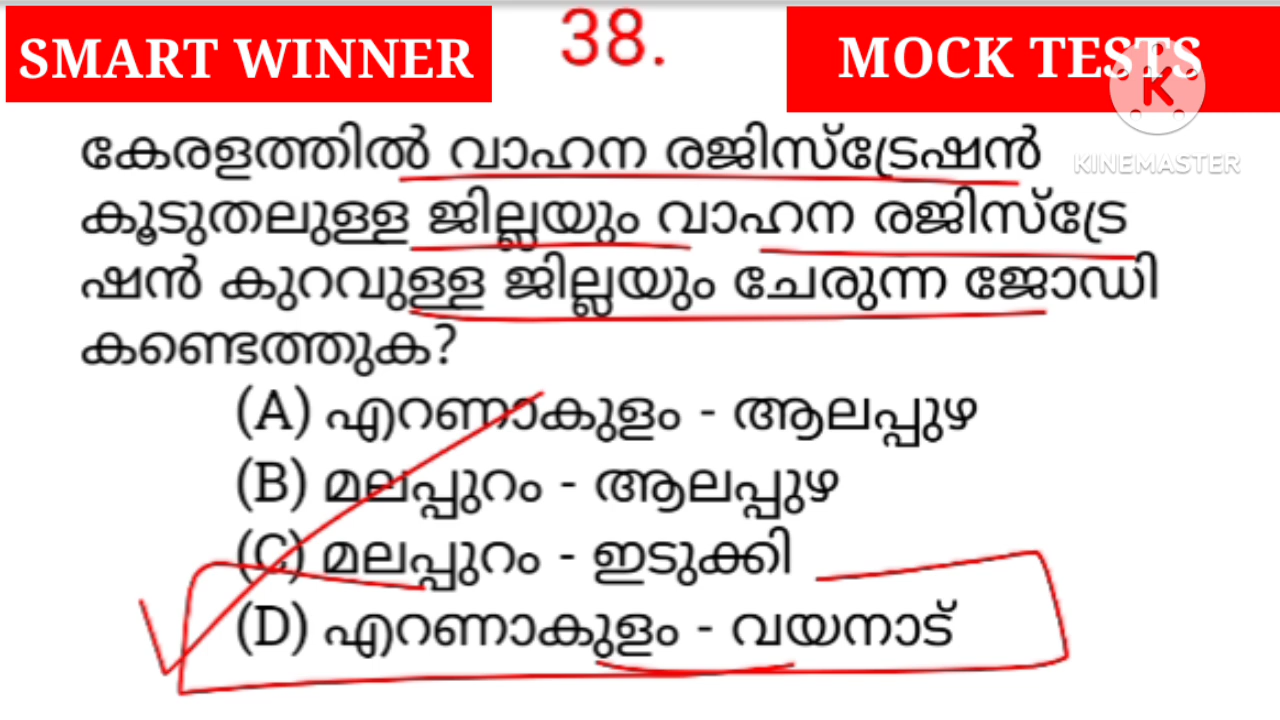 SMART WINNER
38.
MOCK TESTS
KINEMASTER
കേരളത്തിൽ വാഹന രജിസ്ട്രേഷൻ
കൂടുതലുള്ള ജില്ലയും വാഹന രജിസ്ട്രേ
ഷൻ കുറവുള്ള ജില്ലയും ചേരുന്ന ജോഡി
കണ്ടെത്തുക?
(A) എറണാകുളം - ആലപ്പുഴ
(B) മലപ്പുറം - ആലപ്പുഴ
(C) മലപ്പുറം - ഇടുക്കി
(D) എറണാകുളം - വയനാട്